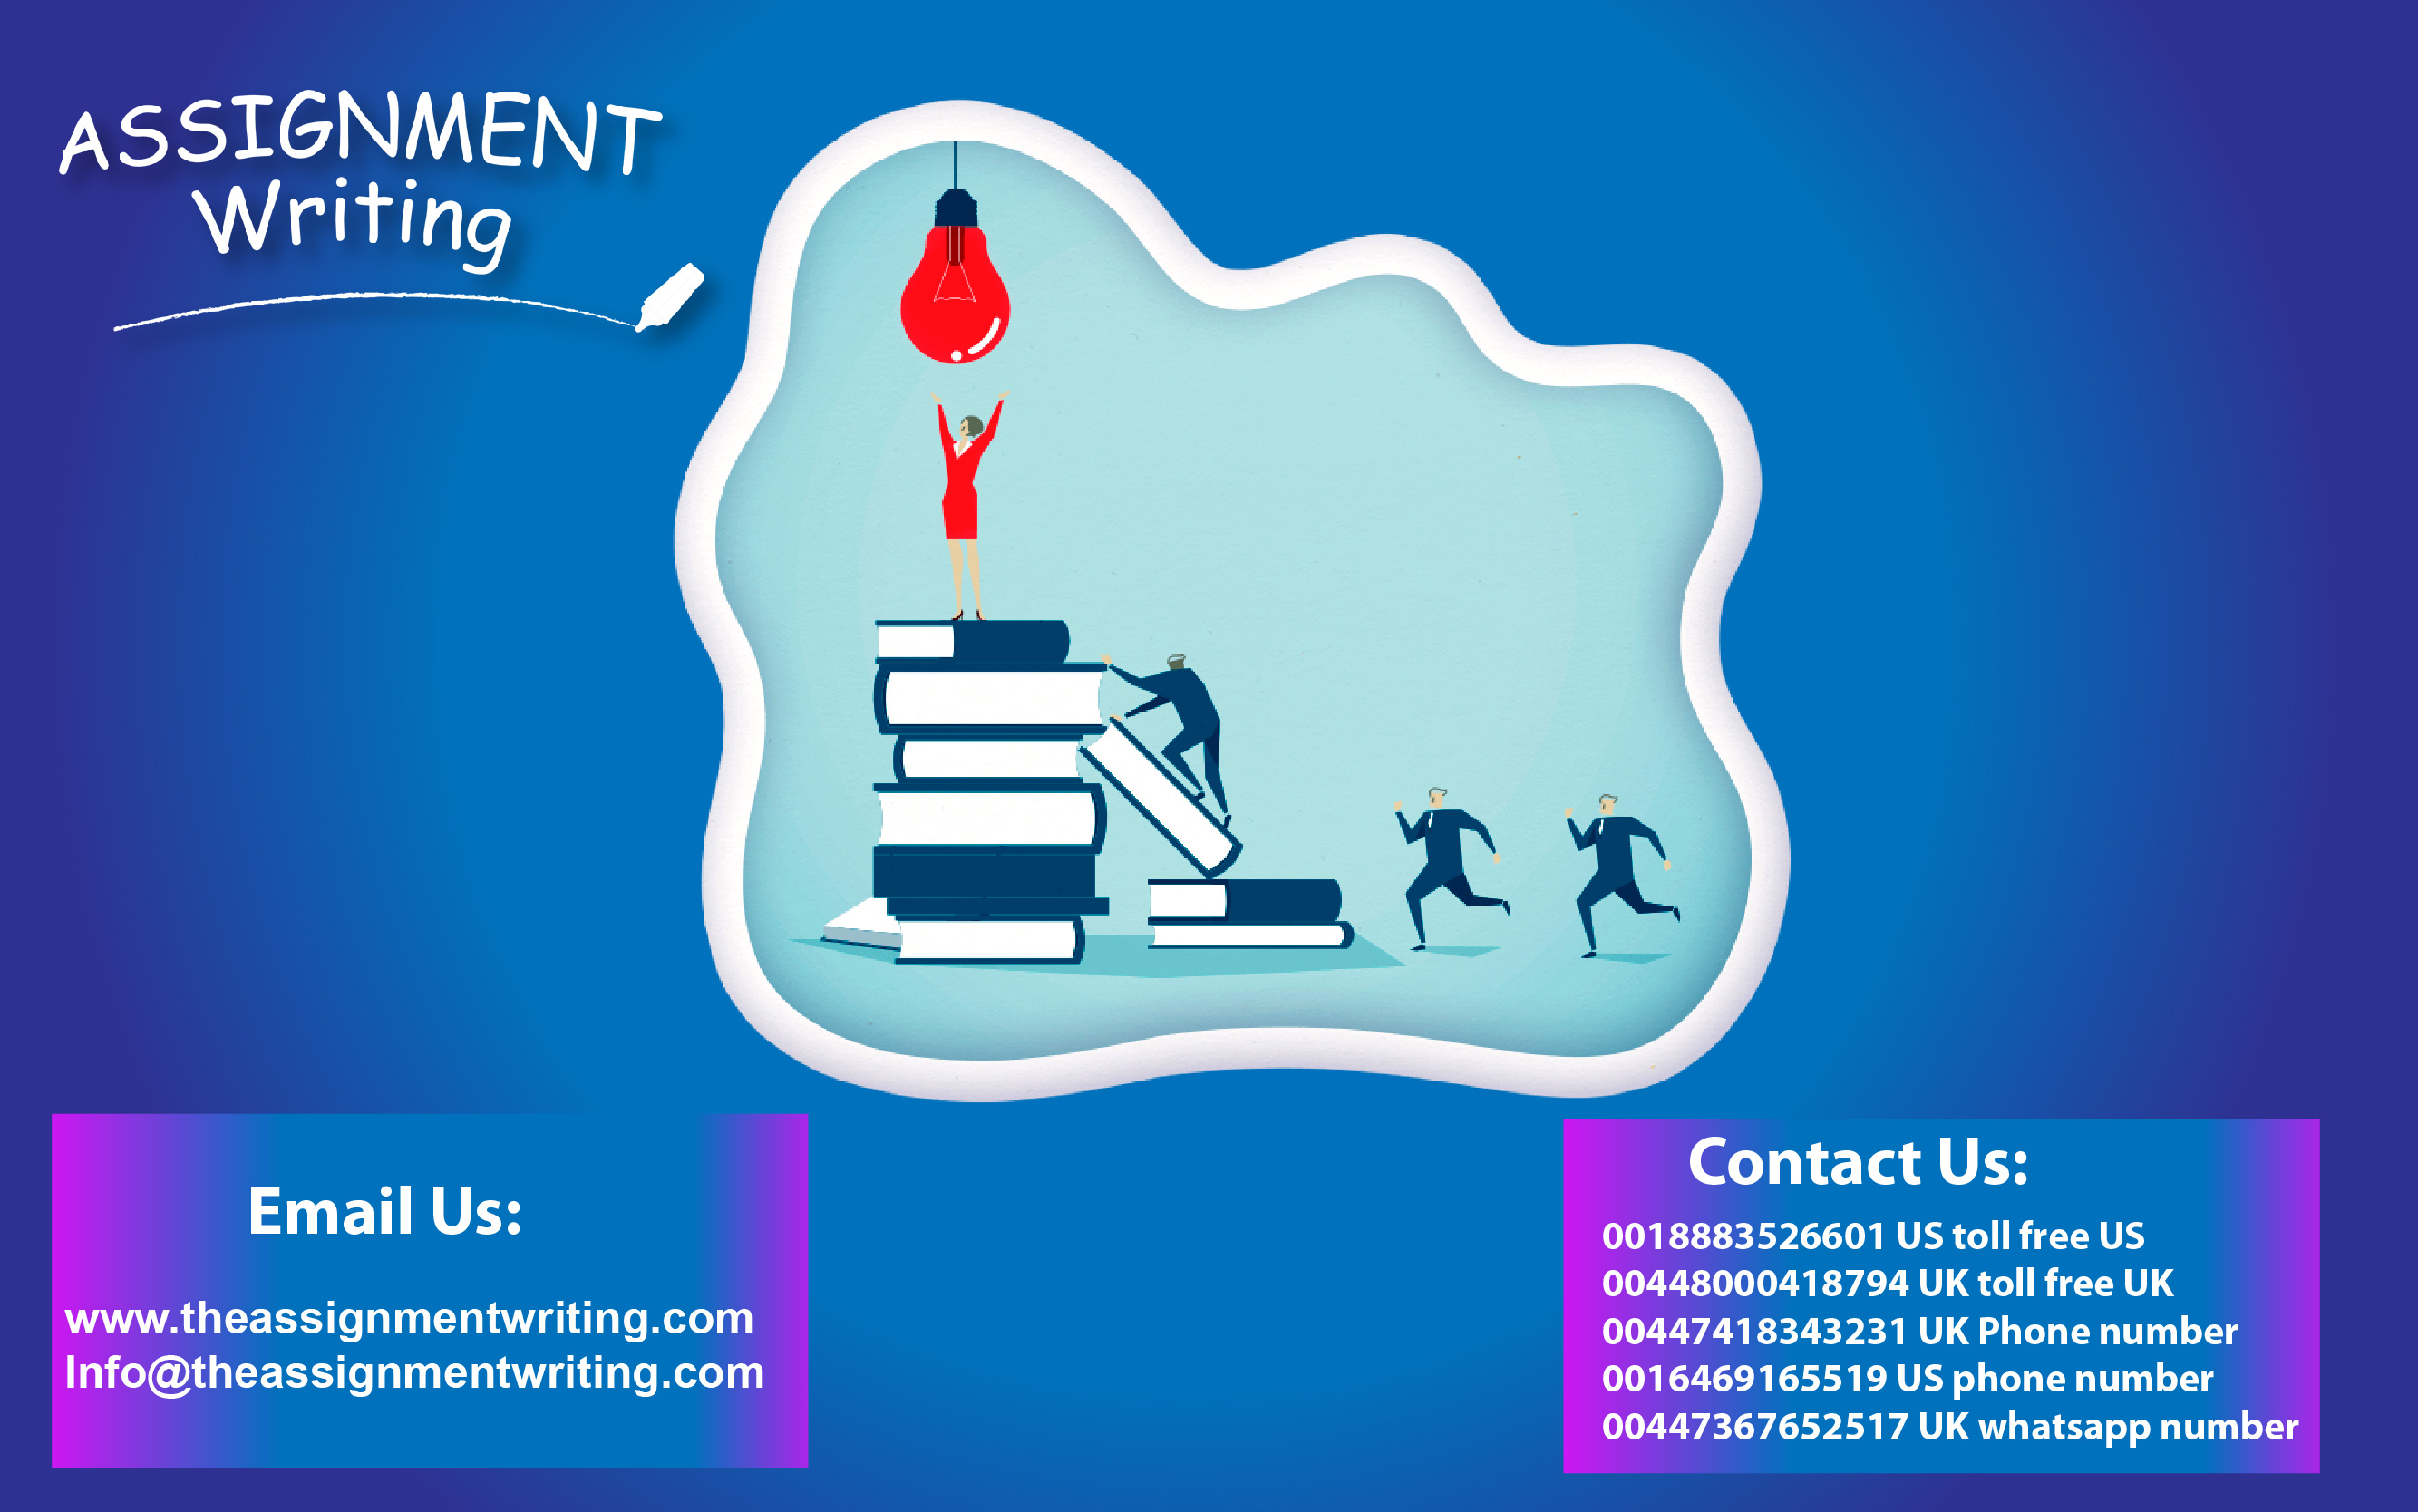 ASSIGNMENT
Writing
Email Us:
www.theassignmentwriting.com
Info@theassignmentwriting.com
Contact Us:
0018883526601 US toll free US
00448000418794 UK toll free UK
00447418343231 UK Phone number
0016469165519 US phone number
00447367652517 UK whatsapp number